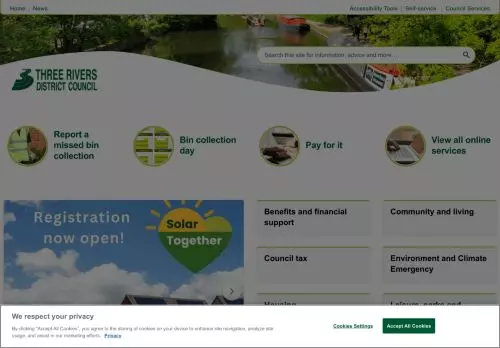 Home | News
Accessibility Tools | Self-service | Council Services
Search this site for information, advice and more...
THREE RIVERS
DISTRICT COUNCIL
Report a
missed bin
collection
Bin collection
day
Pay for it
View all online
services
Registration
now open!
Solar
Together
Benefits and financial
support
Community and living
Council tax
Environment and Climate
Emergency
Housing
Leisure, parks and
We respect your privacy
By clicking "Accept All Cookies", you agree to the storing of cookies on your device to enhance site navigation, analyze site
usage, and assist in our marketing efforts. Privacy
Cookies Settings
Accept All Cookies